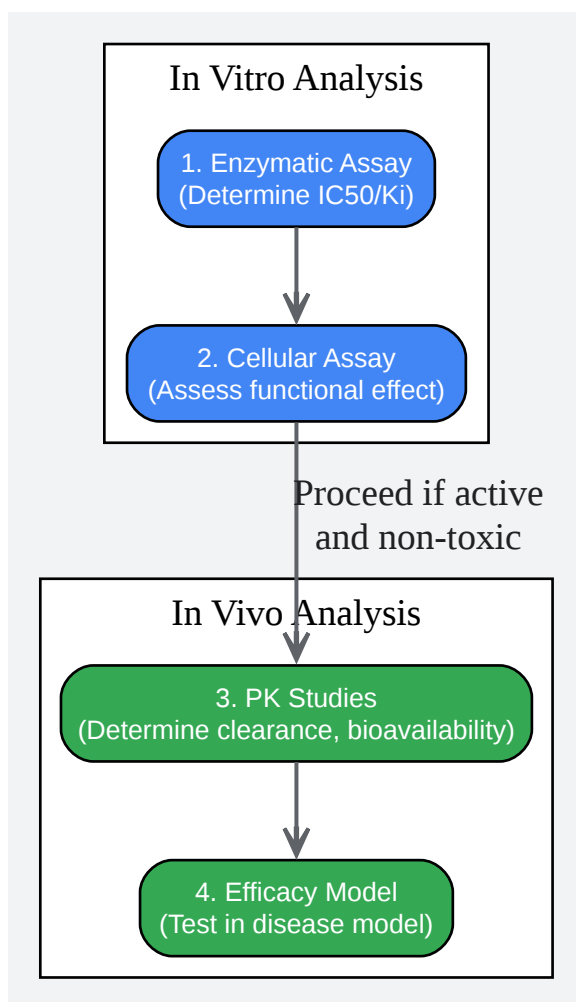 In Vitro Analysis
1. Enzymatic Assay
(Determine IC50/Ki)
2. Cellular Assay
(Assess functional effect)
Proceed if active
and non-toxic
In Vivo Analysis
3. PK Studies
(Determine clearance, bioavailability)
4. Efficacy Model
(Test in disease model)